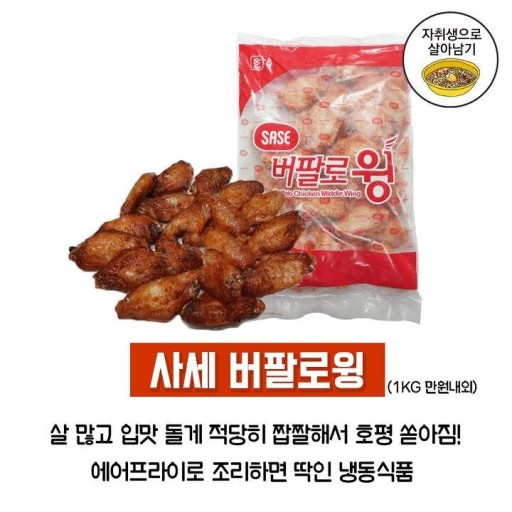 자취생으로
살아남기
SASE
버팔로윙
Chicken Middle Wing
사세 버팔로윙
(1KG 만원내외)
살 많고 입맛 돌게 적당히 짭짤해서 호평 쏟아짐!
에어프라이로 조리하면 딱인 냉동식품